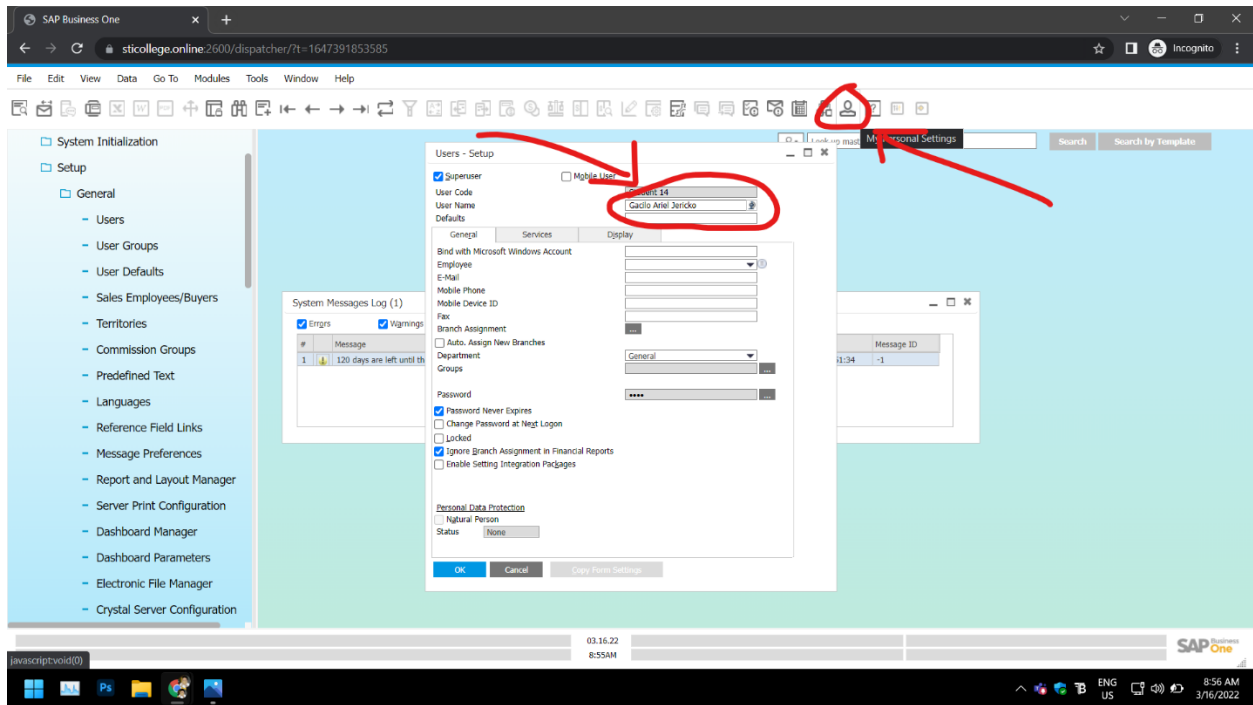 SAP Business One
sticollege.online:2600/dispatcher/?t=1647391853585
Incognito
File Edit View Data Go To Modules Tools Window Help
My Personal Settings
Search
Search by Template
System Initialization
Setup
General
Users
User Groups
User Defaults
Sales Employees/Buyers
Territories
Commission Groups
Predefined Text
Languages
Reference Field Links
Message Preferences
Report and Layout Manager
Server Print Configuration
Dashboard Manager
Dashboard Parameters
Electronic File Manager
Crystal Server Configuration
Users - Setup
Superuser
Mobile User
User Code Student 14
User Name Gacilo Ariel Jericko
Defaults
General Services Display
Bind with Microsoft Windows Account
Employee
E-Mail
Mobile Phone
Mobile Device ID
Fax
Branch Assignment
Auto. Assign New Branches
Department General
Groups
Password
Password Never Expires
Change Password at Next Logon
Locked
Ignore Branch Assignment in Financial Reports
Enable Setting Integration Packages
Personal Data Protection
Natural Person
Status None
OK Cancel Copy Form Settings
System Messages Log (1)
Errors Warnings
# Message Message ID
1 120 days are left until th 51:34 -1
03.16.22
8:55AM
SAP Business One
javascript:void(0)
Ps
ENG
US
8:56 AM
3/16/2022